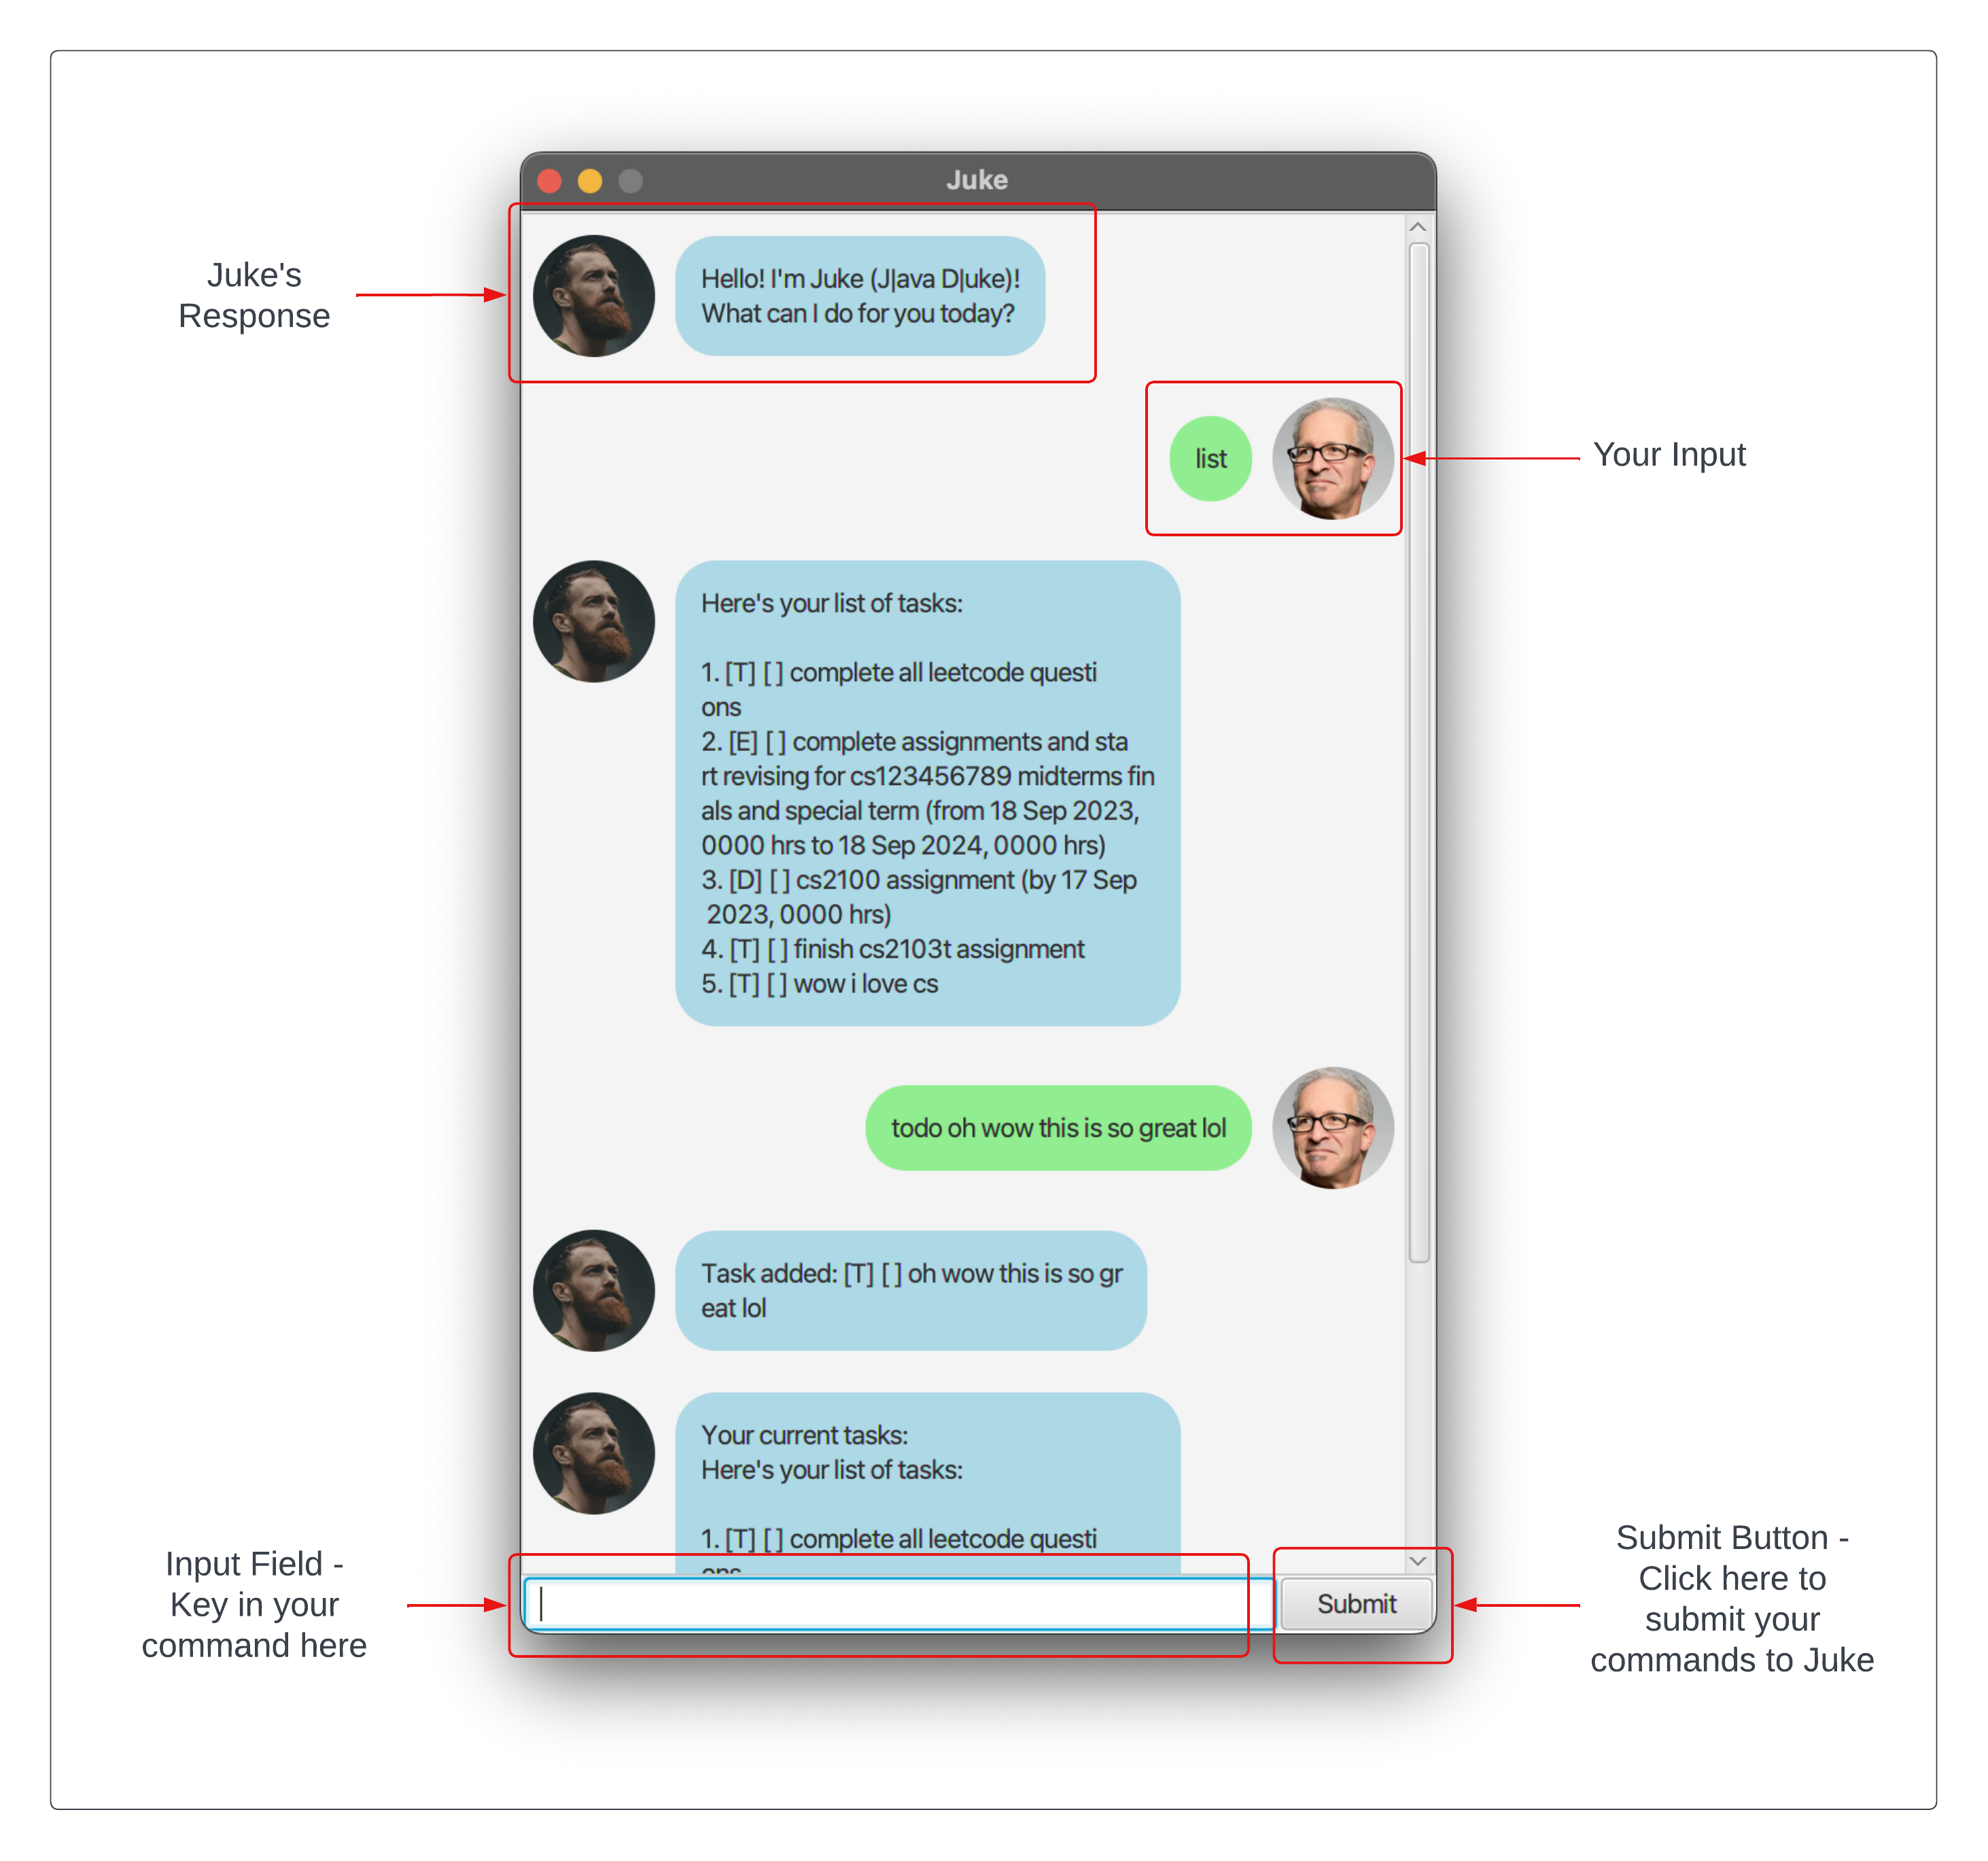 Juke
Juke's
Response
Hello! I'm Juke (J|ava D|uke)!
What can I do for you today?
list
Your Input
Here's your list of tasks:
1. [T] [ ] complete all leetcode questi
ons
2. [E] [ ] complete assignments and sta
rt revising for cs123456789 midterms fin
als and special term (from 18 Sep 2023,
0000 hrs to 18 Sep 2024, 0000 hrs)
3. [D] [ ] cs2100 assignment (by 17 Sep
2023, 0000 hrs)
4. [T] [ ] finish cs2103t assignment
5. [T] [ ] wow i love cs
todo oh wow this is so great lol
Task added: [T] [ ] oh wow this is so gr
eat lol
Your current tasks:
Here's your list of tasks:
1. [T] [ ] complete all leetcode questi
ons
Input Field -
Key in your
command here
Submit
Submit Button -
Click here to
submit your
commands to Juke